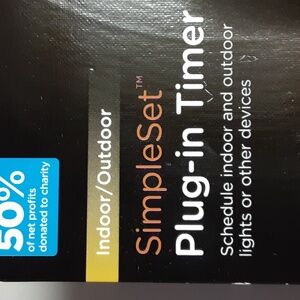 50%
of net profits
donated to charity
Indoor/Outdoor
SimpleSet™
Plug-in Timer
Schedule indoor and outdoor
lights or other devices